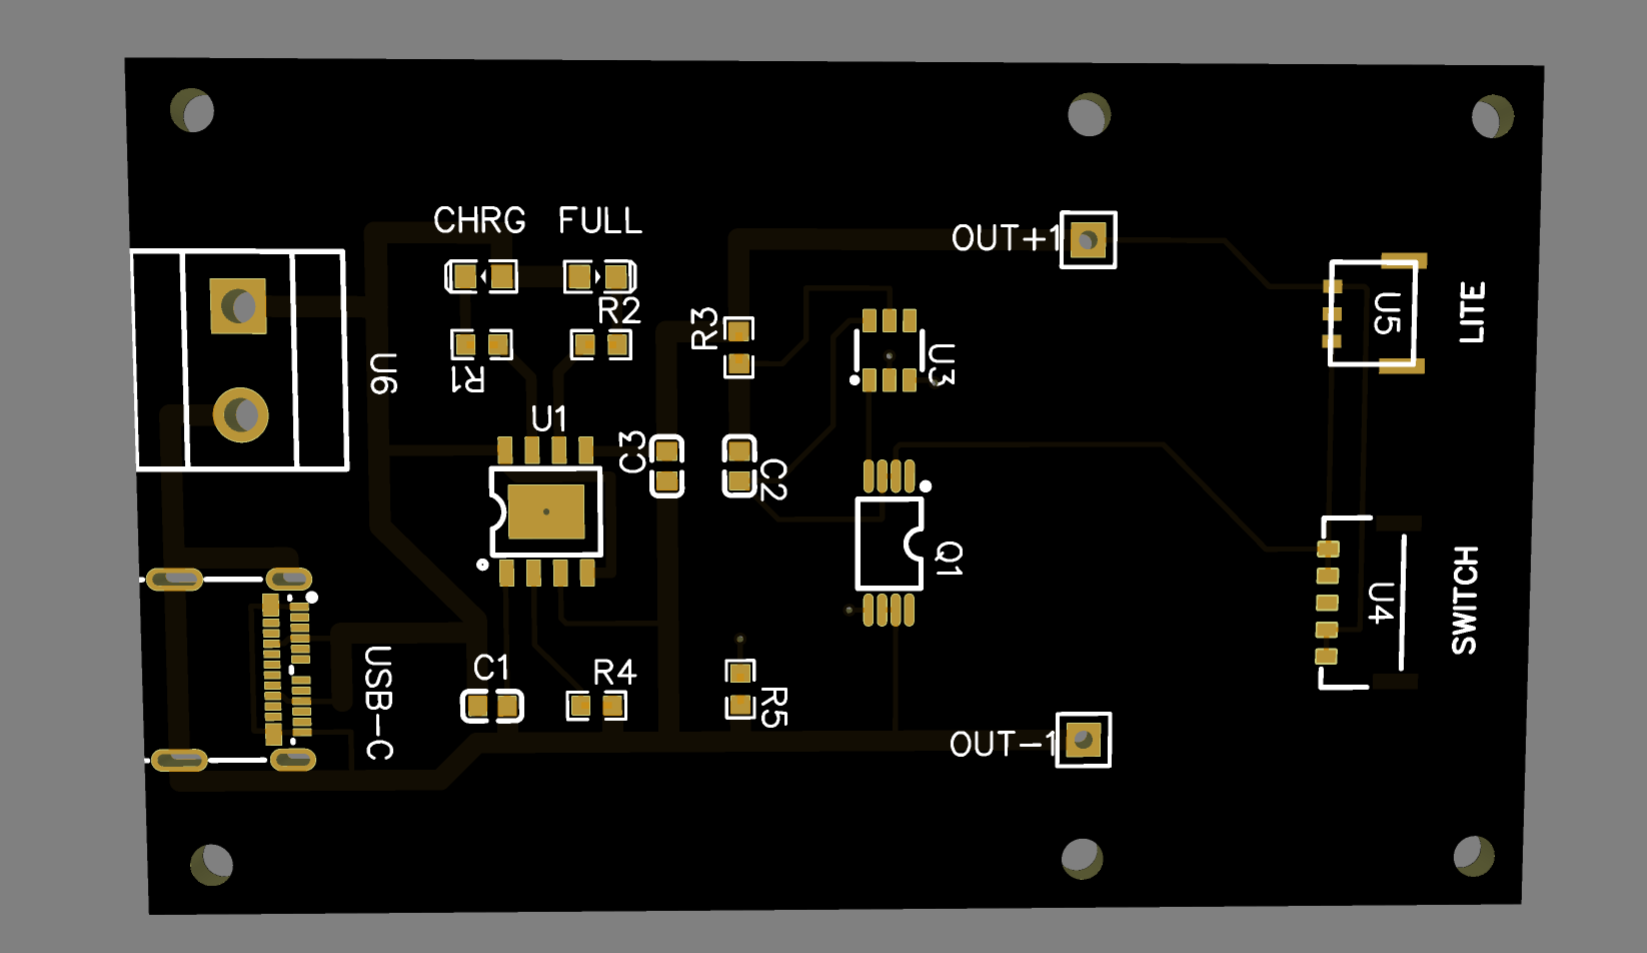 CHRG FULL
OUT+1
R2
R3
U5
LITE
U3
U6
R1
U1
C3
C2
Q1
U4
SWITCH
USB-C
C1
R4
R5
OUT-1